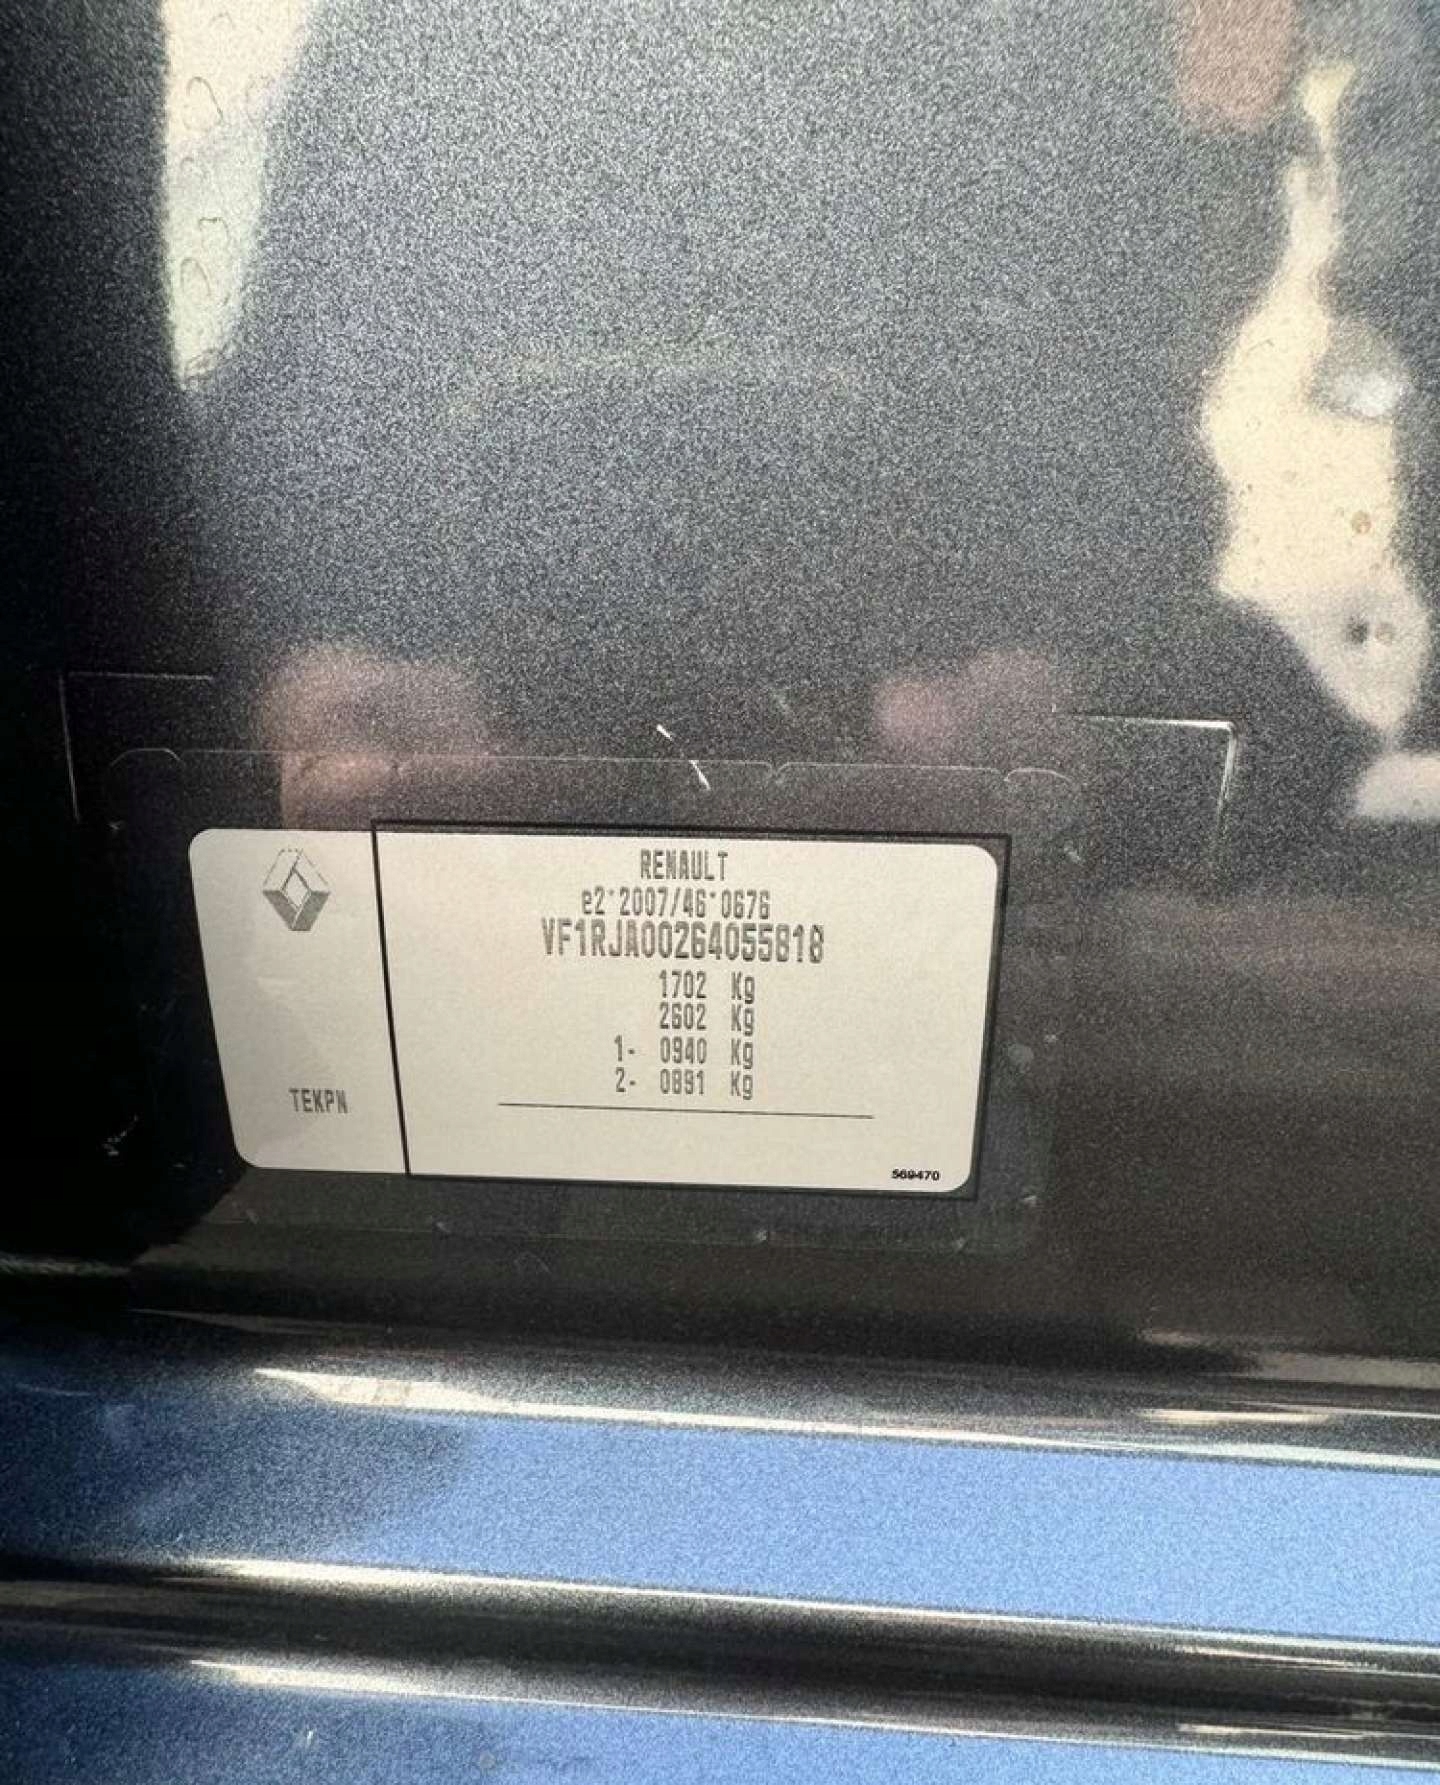 RENAULT
e2*2007/46*0676
VF1RJA00264055818
1702 Kg
2602 Kg
1- 0940 Kg
2- 0891 Kg
TEKPN
569470